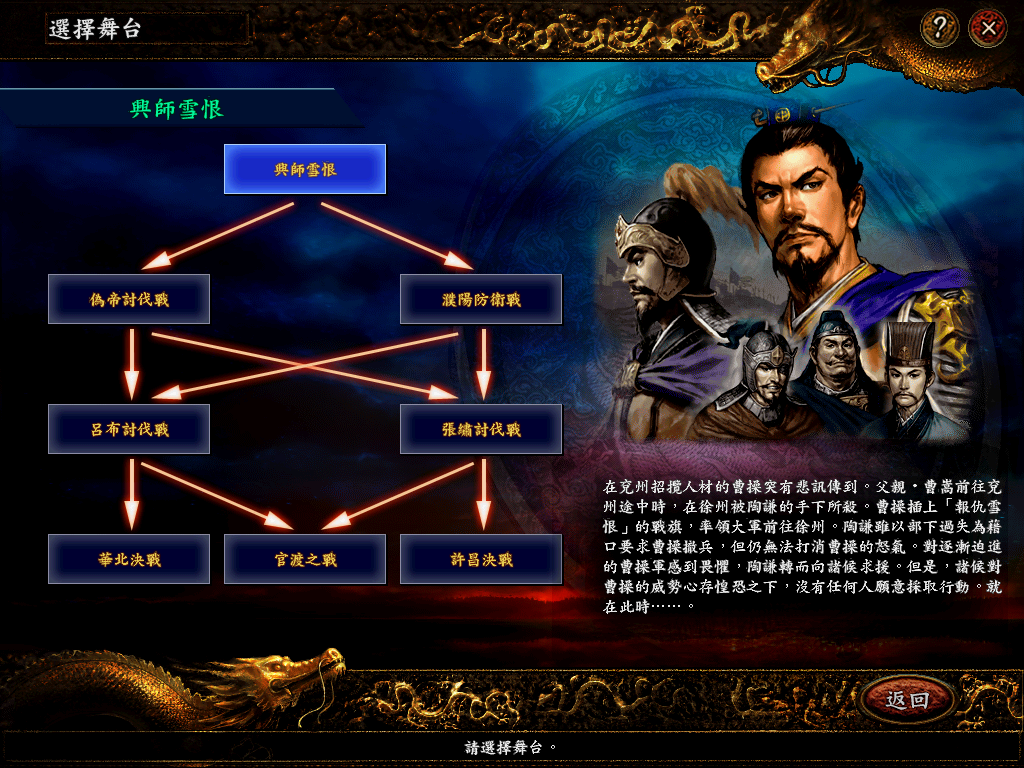 選擇舞台
?
興師雪恨
興師雪恨
偽帝討伐戰
濮陽防衛戰
呂布討伐戰
張繡討伐戰
華北決戰
官渡之戰
許昌決戰
在兗州招攬人材的曹操突有悲訊傳到。父親‧曹嵩前往兗
州途中時，在徐州被陶謙的手下所殺。曹操插上「報仇雪
恨」的戰旗，率領大軍前往徐州。陶謙雖以部下過失為藉
口要求曹操撤兵，但仍無法打消曹操的怒氣。對逐漸迫進
的曹操軍感到畏懼，陶謙轉而向諸侯求援。但是，諸候對
曹操的威勢心存惶恐之下，沒有任何人願意採取行動。就
在此時……。
返回
請選擇舞台。